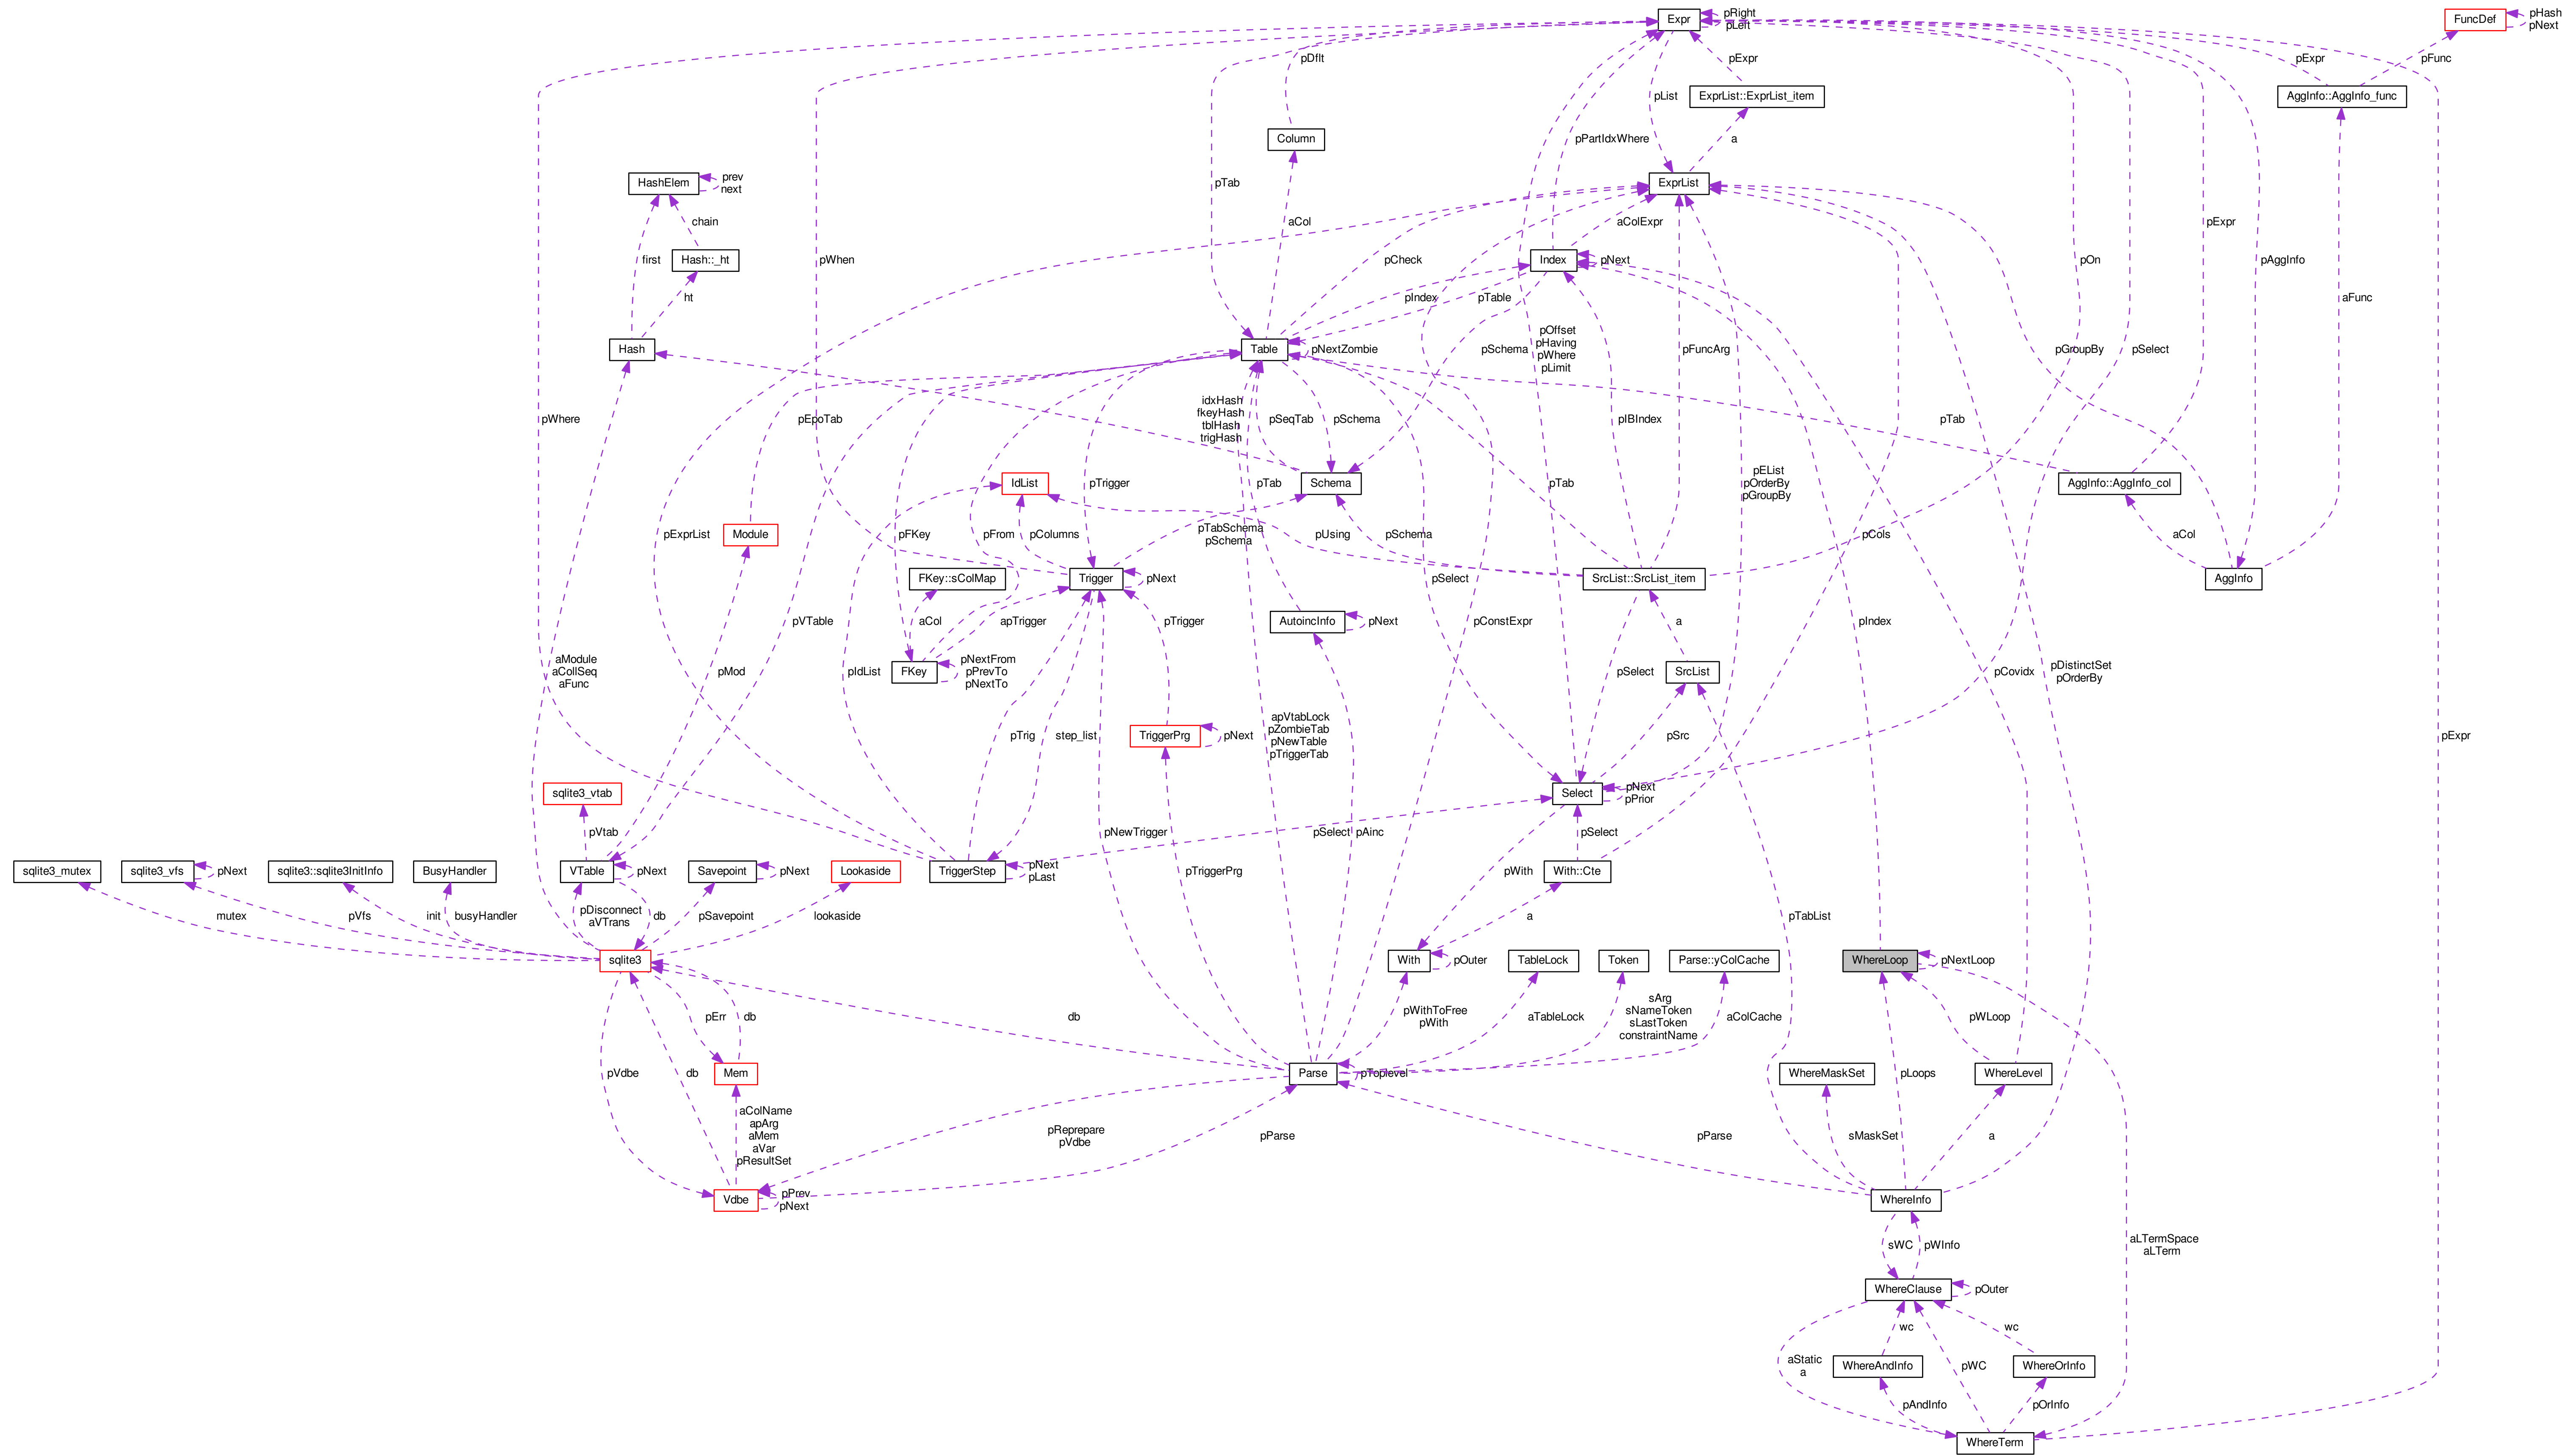 Expr
pRight
pLeft
FuncDef
pHash
pNext
pDflt
pExpr
pExpr
pFunc
pList
ExprList::ExprList_item
AggInfo::AggInfo_func
Column
pPartIdxWhere
a
HashElem
prev
next
pTab
ExprList
chain
aCol
aColExpr
pExpr
first
Hash::_ht
pWhen
pCheck
Index
pNext
pOn
pAggInfo
ht
pIndex
pTable
aFunc
Hash
Table
pNextZombie
pOffset
pHaving
pWhere
pLimit
pSchema
pFuncArg
pGroupBy
pSelect
idxHash
fkeyHash
tblHash
trigHash
pWhere
pEpoTab
pSeqTab
pSchema
pIBIndex
pTab
IdList
pTrigger
pTab
Schema
pTab
pEList
pOrderBy
pGroupBy
AggInfo::AggInfo_col
Module
pExprList
pFKey
pFrom
pColumns
pTabSchema
pSchema
pUsing
pSchema
pCols
aCol
FKey::sColMap
Trigger
pNext
pSelect
SrcList::SrcList_item
AggInfo
pVTable
aCol
apTrigger
pTrigger
AutoincInfo
pNext
pConstExpr
a
pIndex
aModule
aCollSeq
aFunc
pMod
pIdList
FKey
pNextFrom
pPrevTo
pNextTo
pSelect
SrcList
pCovidx
pDistinctSet
pOrderBy
pTrig
step_list
TriggerPrg
pNext
apVtabLock
pZombieTab
pNewTable
pTriggerTab
pSrc
pExpr
sqlite3_vtab
Select
pNext
pPrior
pVtab
pNewTrigger
pSelect
pAinc
pSelect
sqlite3_mutex
sqlite3_vfs
pNext
sqlite3::sqlite3InitInfo
BusyHandler
VTable
pNext
Savepoint
pNext
Lookaside
TriggerStep
pNext
pLast
pTriggerPrg
pWith
With::Cte
mutex
pVfs
init
busyHandler
pDisconnect
aVTrans
db
pSavepoint
lookaside
a
pTabList
sqlite3
With
pOuter
TableLock
Token
Parse::yColCache
WhereLoop
pNextLoop
pErr
db
db
pWithToFree
pWith
aTableLock
sArg
sNameToken
sLastToken
constraintName
aColCache
pWLoop
pVdbe
db
Mem
Parse
pToplevel
WhereMaskSet
pLoops
WhereLevel
aColName
apArg
aMem
aVar
pResultSet
pReprepare
pVdbe
pParse
pParse
sMaskSet
a
Vdbe
pPrev
pNext
WhereInfo
sWC
pWInfo
aLTermSpace
aLTerm
WhereClause
pOuter
wc
wc
aStatic
a
WhereAndInfo
pWC
WhereOrInfo
pAndInfo
pOrInfo
WhereTerm